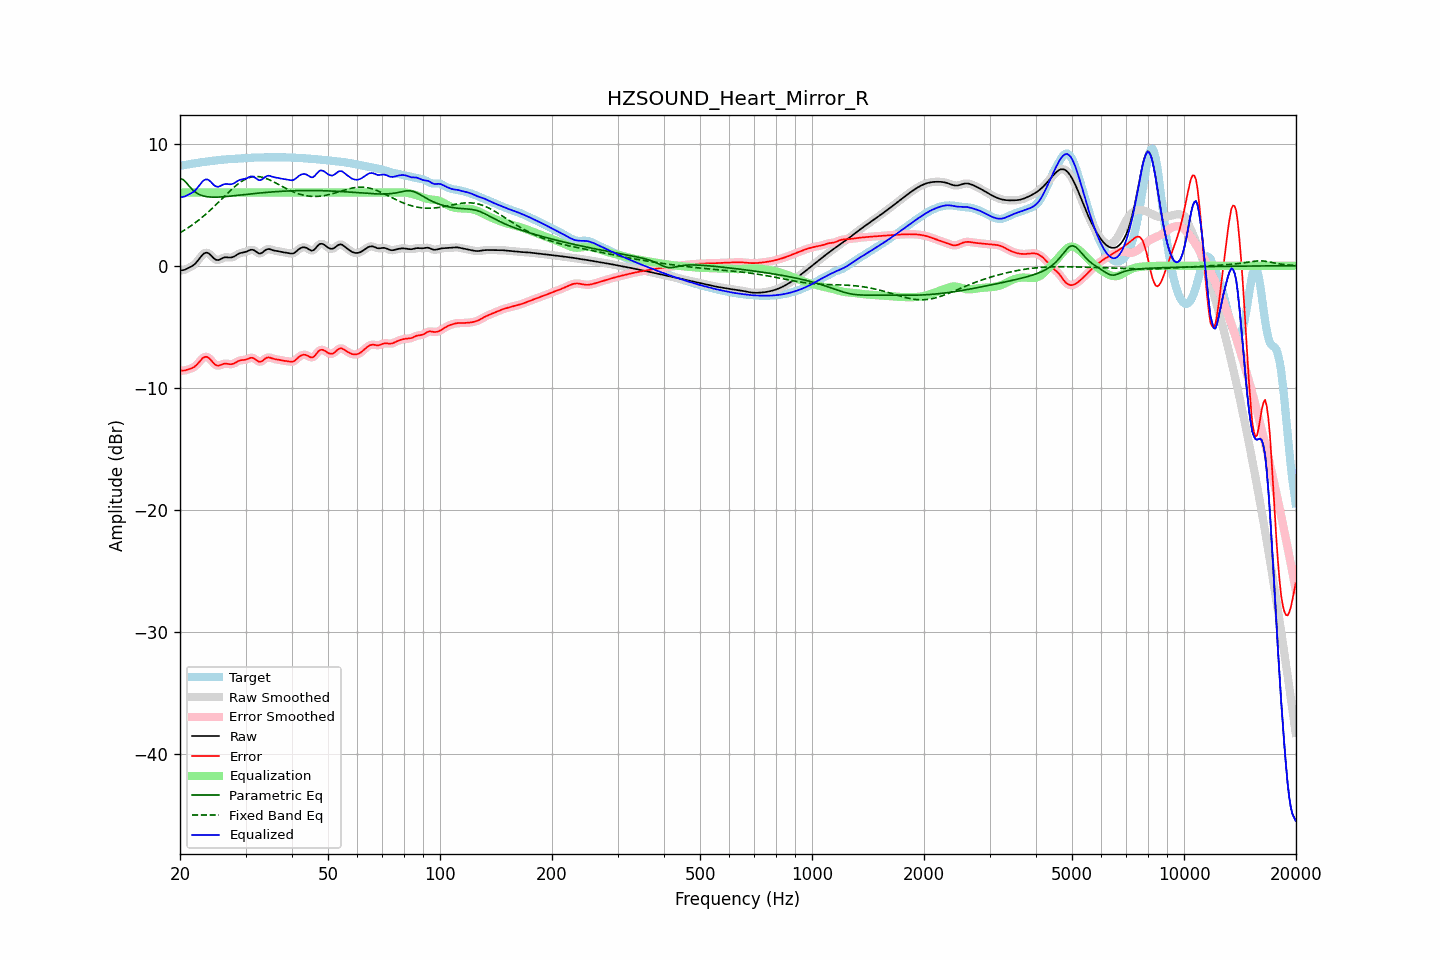 HZSOUND_Heart_Mirror_R
10
0
−10
−20
−30
−40
Amplitude (dBr)
Target
Raw Smoothed
Error Smoothed
Raw
Error
Equalization
Parametric Eq
Fixed Band Eq
Equalized
20 50 100 200 500 1000 2000 5000 10000 20000
Frequency (Hz)